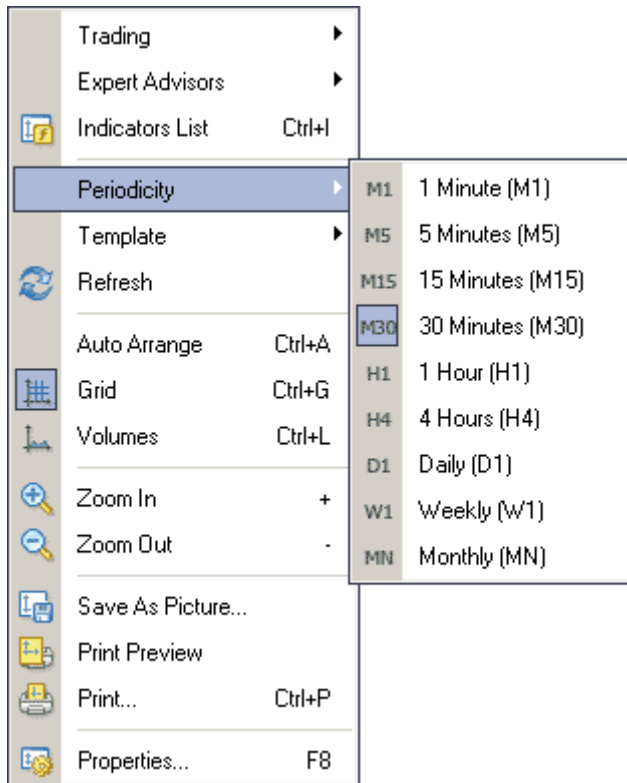 Trading
Expert Advisors
Indicators List Ctrl+I
Periodicity
Template
Refresh
Auto Arrange Ctrl+A
Grid Ctrl+G
Volumes Ctrl+L
Zoom In +
Zoom Out -
Save As Picture...
Print Preview
Print... Ctrl+P
Properties... F8
M1 1 Minute (M1)
M5 5 Minutes (M5)
M15 15 Minutes (M15)
M30 30 Minutes (M30)
H1 1 Hour (H1)
H4 4 Hours (H4)
D1 Daily (D1)
W1 Weekly (W1)
MN Monthly (MN)